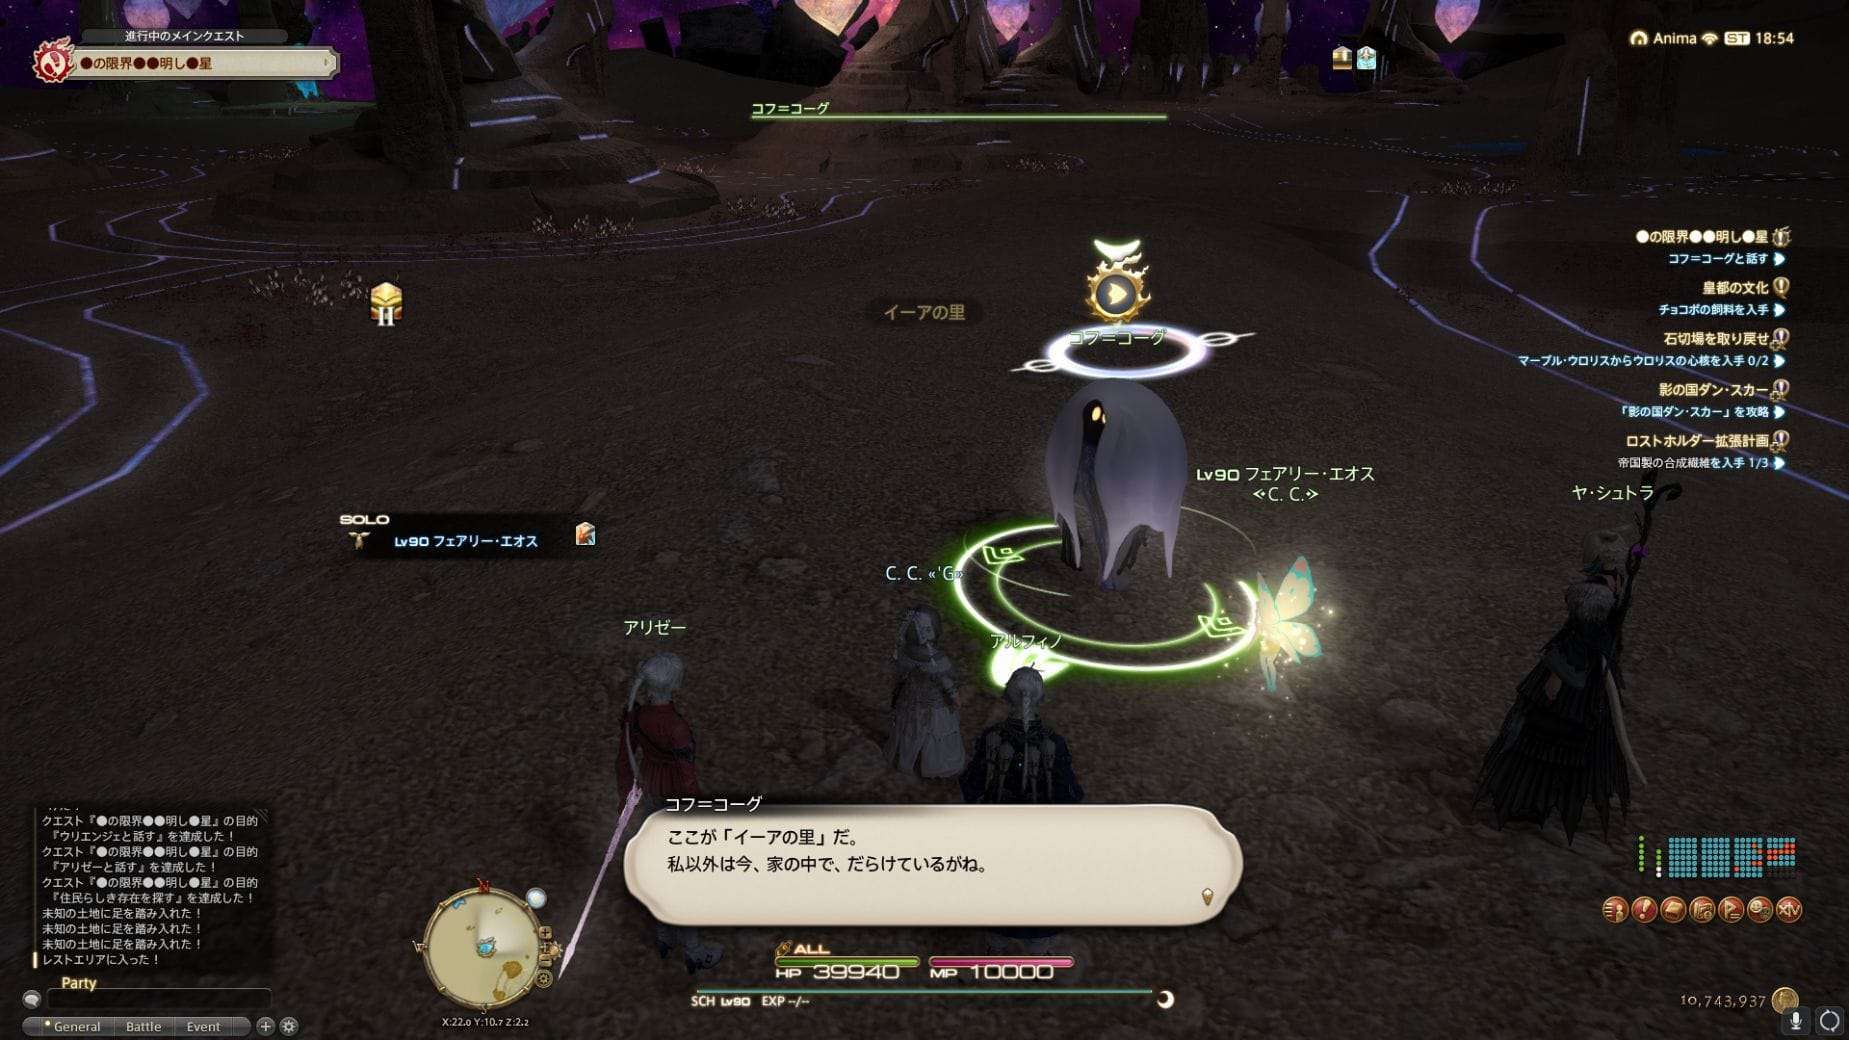 進行中のメインクエスト
●の限界●●明し●星
Anima ST 18:54
コフ＝コーグ
●の限界●●明し●星
コフ＝コーグと話す
皇都の文化
チョコボの飼料を入手
石切場を取り戻せ
マーブル・ウロリスからウロリスの心核を入手 0/2
影の国ダン・スカー
「影の国ダン・スカー」を攻略
ロストホルダー拡張計画
帝国製の合成繊維を入手 1/3
H
イーアの里
コフ＝コーグ
Lv90 フェアリー・エオス
≪C. C.≫
ヤ・シュトラ
SOLO
Lv90 フェアリー・エオス
C. C. «'G»
アリゼー
アルフィノ
コフ＝コーグ
ここが「イーアの里」だ。
私以外は今、家の中で、だらけているがね。
クエスト『●の限界●●明し●星』の目的
『ウリエンジェと話す』を達成した！
クエスト『●の限界●●明し●星』の目的
『アリゼーと話す』を達成した！
クエスト『●の限界●●明し●星』の目的
『住民らしき存在を探す』を達成した！
未知の土地に足を踏み入れた！
未知の土地に足を踏み入れた！
未知の土地に足を踏み入れた！
レストエリアに入った！
Party
General Battle Event
N
W
S
X:22.0 Y:10.7 Z:2.2
ALL
HP 39940 MP 10000
SCH Lv90 EXP --/--
XIV
10,743,937